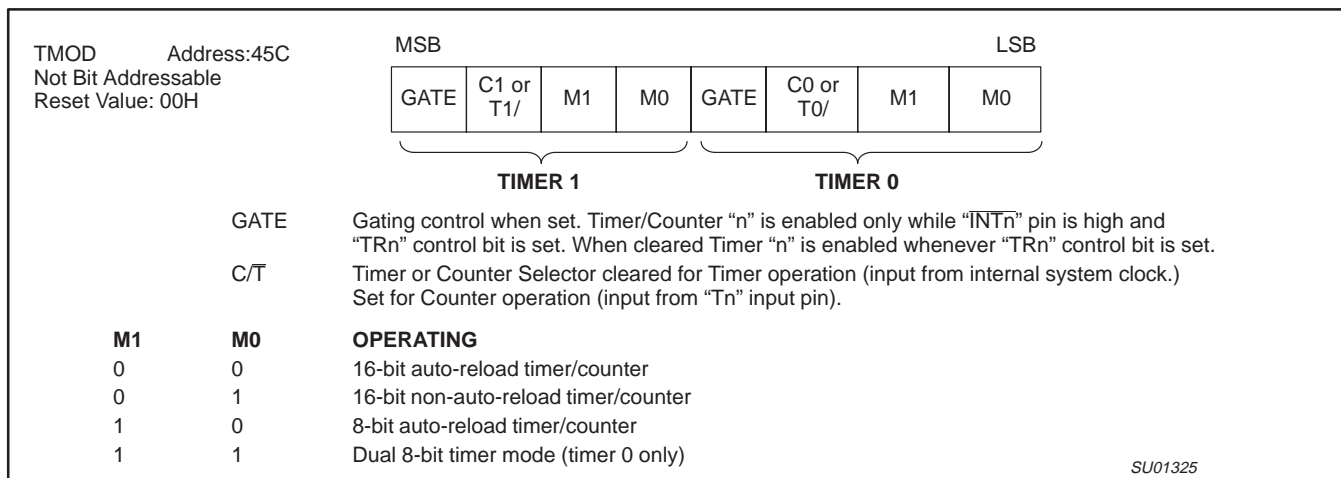 TMOD Address:45C
Not Bit Addressable
Reset Value: 00H
MSB LSB
GATE C1 or T1/ M1 M0 GATE C0 or T0/ M1 M0
TIMER 1 TIMER 0
GATE Gating control when set. Timer/Counter “n” is enabled only while “I̅N̅T̅n̅” pin is high and
“TRn” control bit is set. When cleared Timer “n” is enabled whenever “TRn” control bit is set.
C/T̅ Timer or Counter Selector cleared for Timer operation (input from internal system clock.)
Set for Counter operation (input from “Tn” input pin).
M1 M0 OPERATING
0 0 16-bit auto-reload timer/counter
0 1 16-bit non-auto-reload timer/counter
1 0 8-bit auto-reload timer/counter
1 1 Dual 8-bit timer mode (timer 0 only)
SU01325